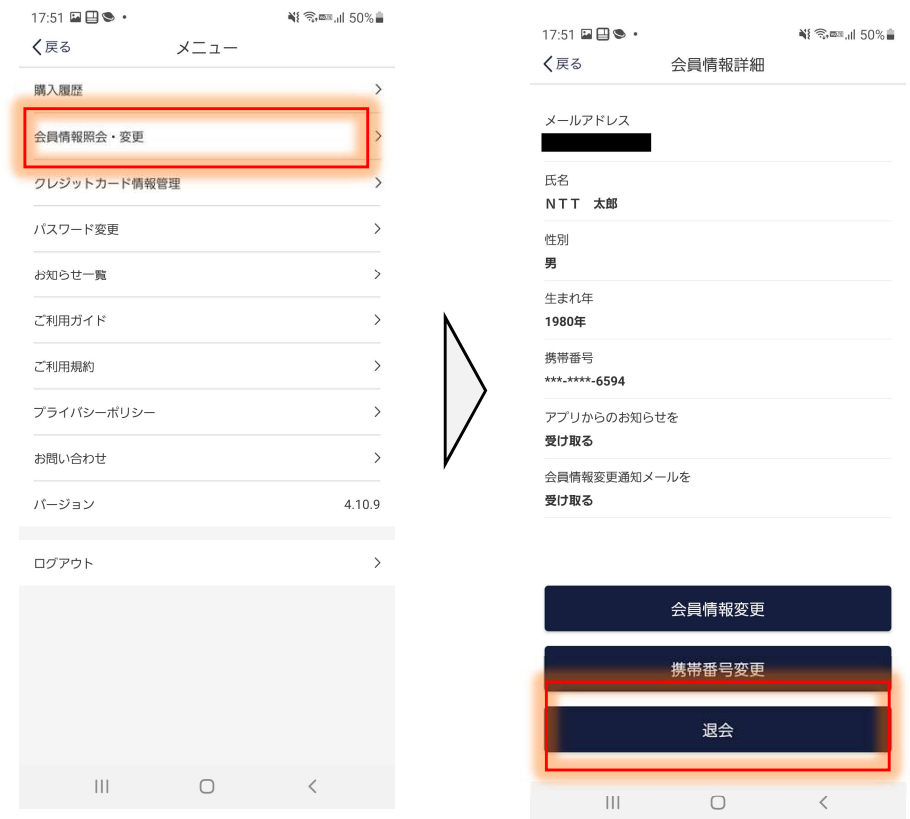 17:51 50%
戻る メニュー
購入履歴
会員情報照会・変更
クレジットカード情報管理
パスワード変更
お知らせ一覧
ご利用ガイド
ご利用規約
プライバシーポリシー
お問い合わせ
バージョン 4.10.9
ログアウト
17:51 50%
戻る 会員情報詳細
メールアドレス
氏名
NTT 太郎
性別
男
生まれ年
1980年
携帯番号
***-****-6594
アプリからのお知らせを
受け取る
会員情報変更通知メールを
受け取る
会員情報変更
携帯番号変更
退会